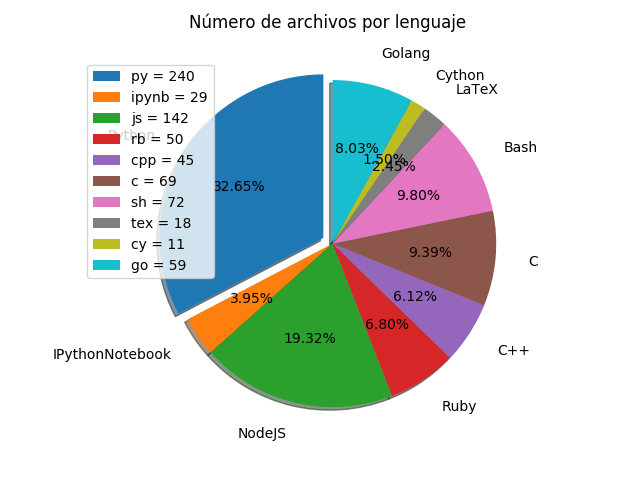 Número de archivos por lenguaje
py = 240
ipynb = 29
js = 142
rb = 50
cpp = 45
c = 69
sh = 72
tex = 18
cy = 11
go = 59
Golang
Cython
LaTeX
Bash
C
C++
Ruby
NodeJS
IPythonNotebook
Python
8.03%
1.50%
2.45%
9.80%
9.39%
6.12%
6.80%
19.32%
3.95%
32.65%